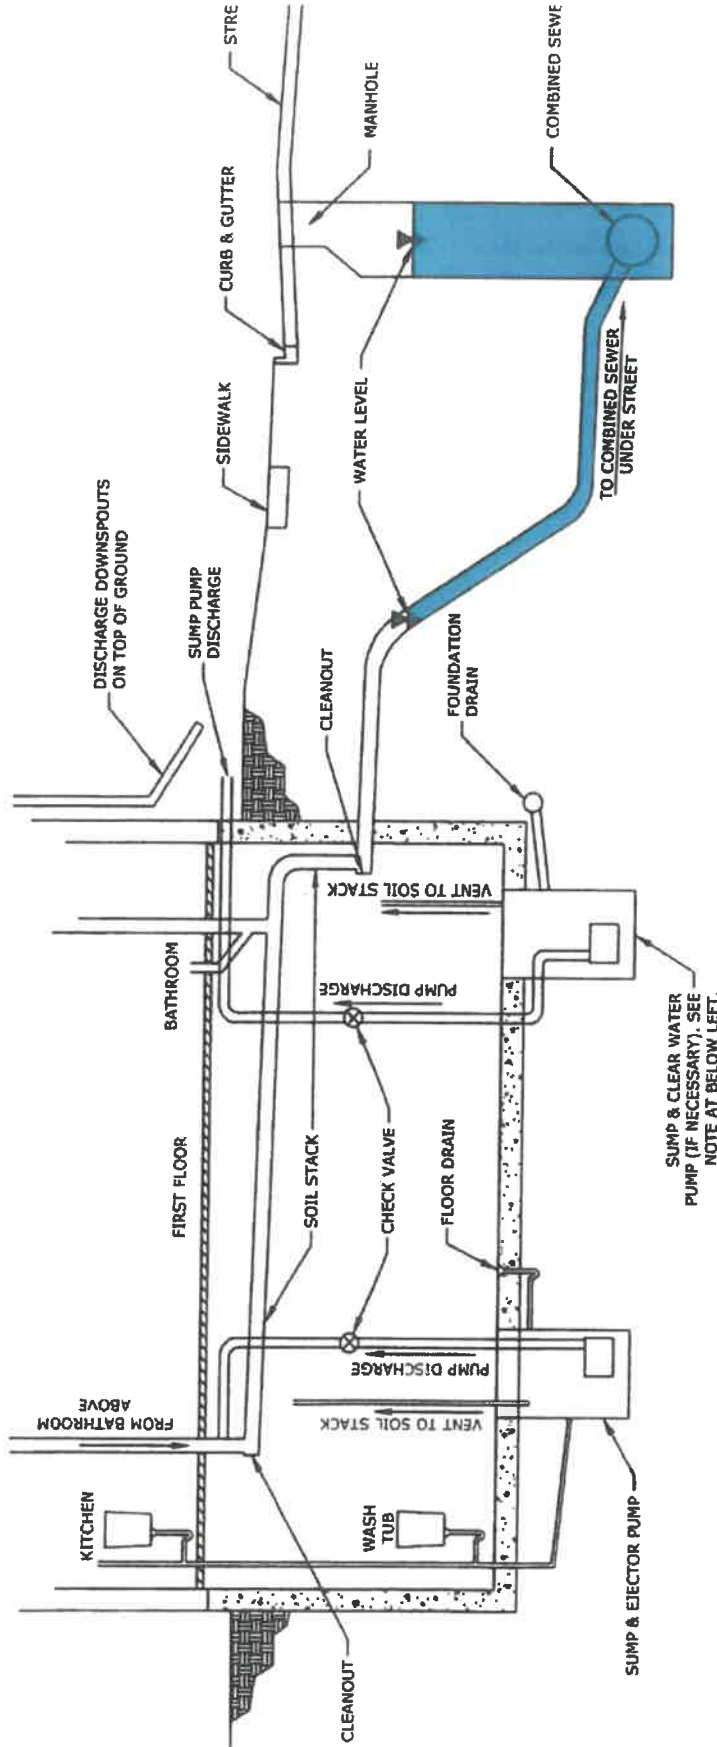 DISCHARGE DOWNSPOUTS
ON TOP OF GROUND
STRE
CURB & GUTTER
SIDEWALK
SUMP PUMP
DISCHARGE
MANHOLE
WATER LEVEL
CLEANOUT
COMBINED SEWE
TO COMBINED SEWER
UNDER STREET
FOUNDATION
DRAIN
BATHROOM
FIRST FLOOR
VENT TO SOIL STACK
PUMP DISCHARGE
SOIL STACK
CHECK VALVE
FLOOR DRAIN
FROM BATHROOM
ABOVE
PUMP DISCHARGE
VENT TO SOIL STACK
KITCHEN
WASH
TUB
CLEANOUT
SUMP & EJECTOR PUMP
SUMP & CLEAR WATER
PUMP (IF NECESSARY). SEE
NOTE AT BELOW LEFT.